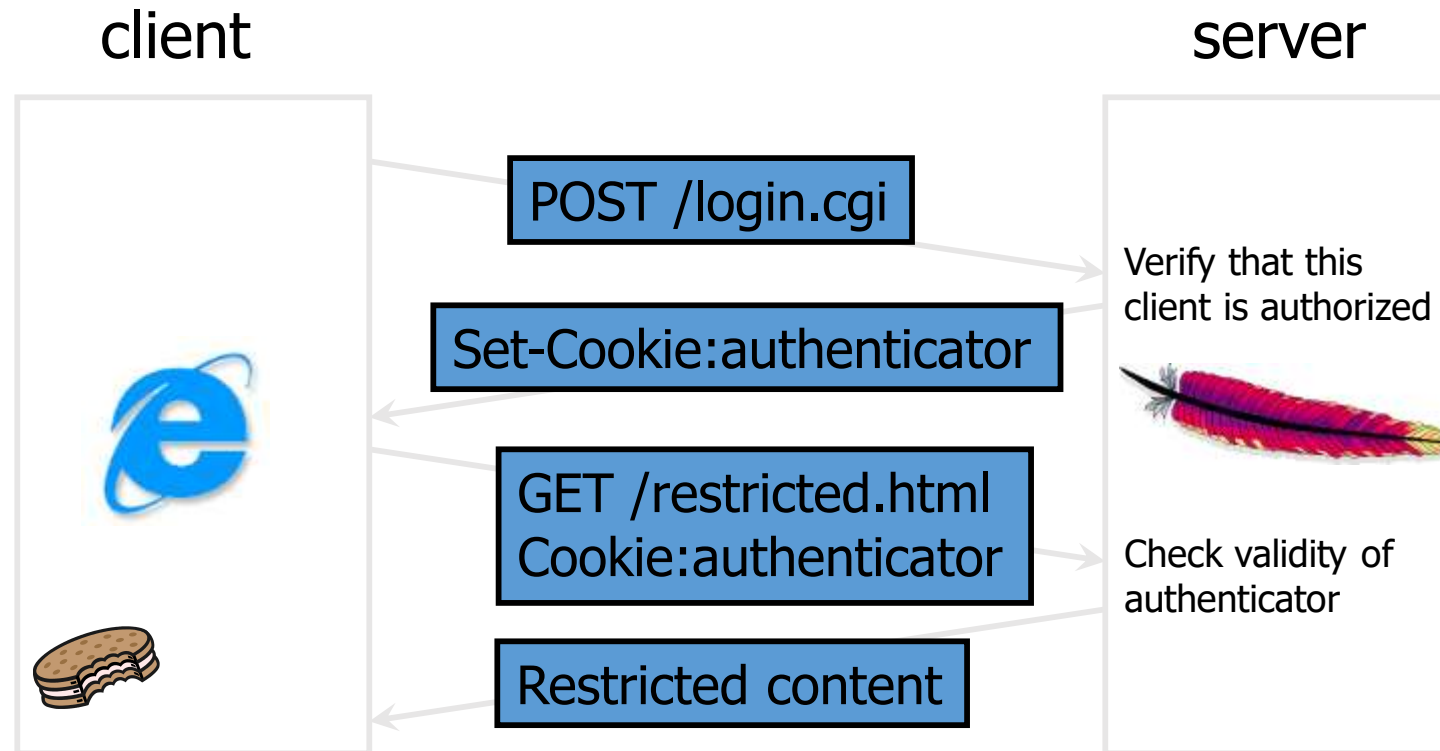 client
server
POST /login.cgi
Verify that this
client is authorized
Set-Cookie:authenticator
GET /restricted.html
Cookie:authenticator
Check validity of
authenticator
Restricted content